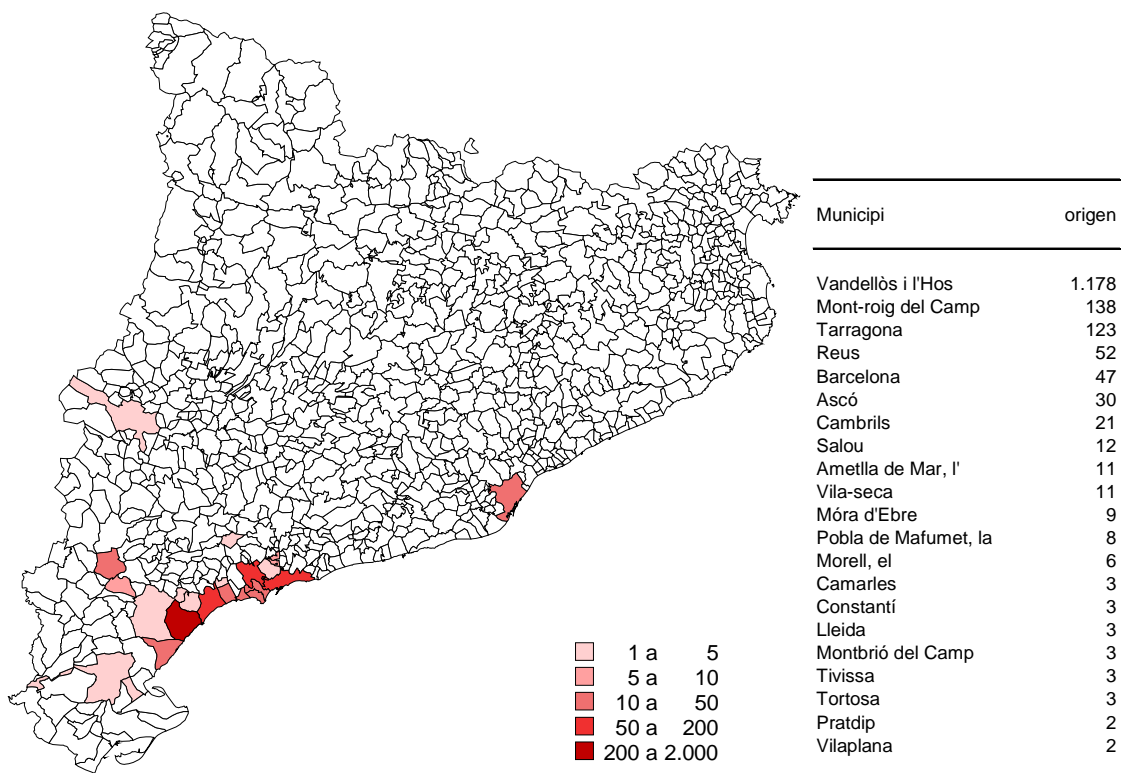 Municipi origen
Vandellòs i l'Hos 1.178
Mont-roig del Camp 138
Tarragona 123
Reus 52
Barcelona 47
Ascó 30
Cambrils 21
Salou 12
Ametlla de Mar, l' 11
Vila-seca 11
Móra d'Ebre 9
Pobla de Mafumet, la 8
Morell, el 6
Camarles 3
Constantí 3
Lleida 3
Montbrió del Camp 3
Tivissa 3
Tortosa 3
Pratdip 2
Vilaplana 2
1 a 5
5 a 10
10 a 50
50 a 200
200 a 2.000